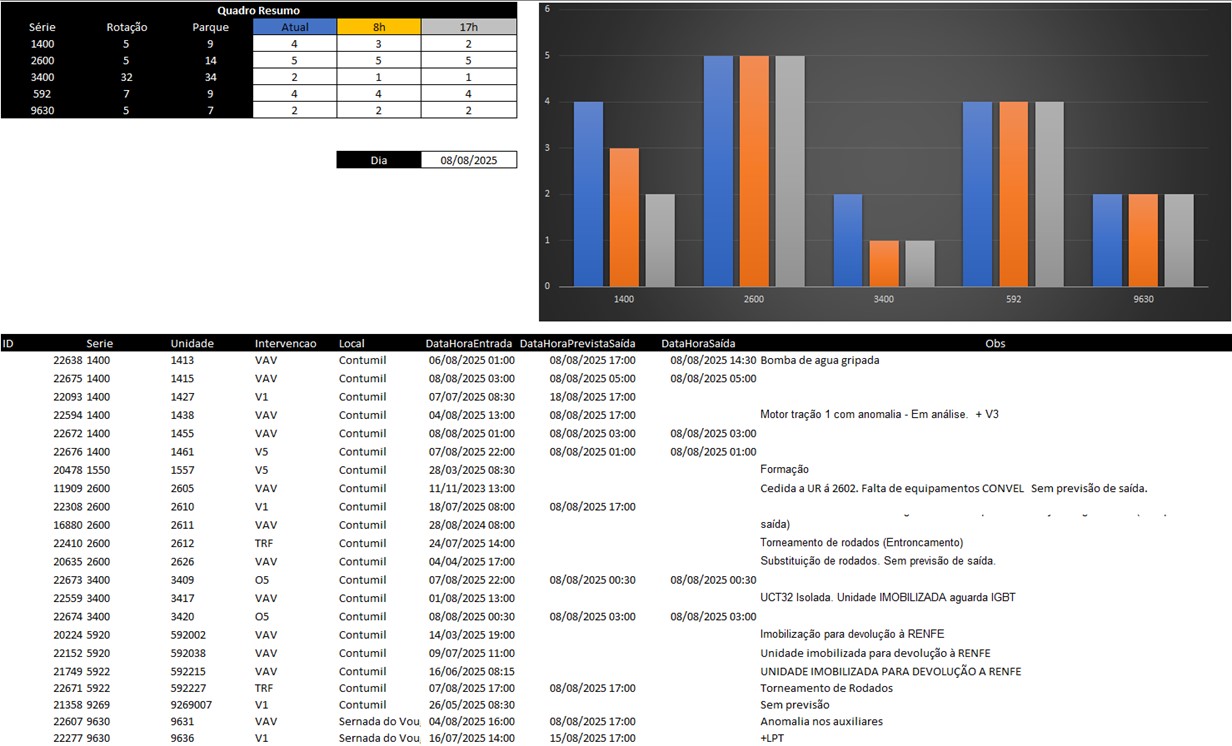 Quadro Resumo
Série Rotação Parque Atual 8h 17h
1400 5 9 4 3 2
2600 5 14 5 5 5
3400 32 34 2 1 1
592 7 9 4 4 4
9630 5 7 2 2 2
Dia 08/08/2025
6
5
4
3
2
1
0
1400 2600 3400 592 9630
ID Serie Unidade Intervencao Local DataHoraEntrada DataHoraPrevistaSaída DataHoraSaída Obs
22638 1400 1413 VAV Contumil 06/08/2025 01:00 08/08/2025 17:00 08/08/2025 14:30 Bomba de agua gripada
22675 1400 1415 VAV Contumil 08/08/2025 03:00 08/08/2025 05:00 08/08/2025 05:00
22093 1400 1427 V1 Contumil 07/07/2025 08:30 18/08/2025 17:00
22594 1400 1438 VAV Contumil 04/08/2025 13:00 08/08/2025 17:00 Motor tração 1 com anomalia - Em análise. + V3
22672 1400 1455 VAV Contumil 08/08/2025 01:00 08/08/2025 03:00 08/08/2025 03:00
22676 1400 1461 V5 Contumil 07/08/2025 22:00 08/08/2025 01:00 08/08/2025 01:00
20478 1550 1557 V5 Contumil 28/03/2025 08:30 Formação
11909 2600 2605 VAV Contumil 11/11/2023 13:00 Cedida a UR á 2602. Falta de equipamentos CONVEL Sem previsão de saída.
22308 2600 2610 V1 Contumil 18/07/2025 08:00 08/08/2025 17:00
16880 2600 2611 VAV Contumil 28/08/2024 08:00 saída)
22410 2600 2612 TRF Contumil 24/07/2025 14:00 Torneamento de rodados (Entroncamento)
20635 2600 2626 VAV Contumil 04/04/2025 17:00 Substituição de rodados. Sem previsão de saída.
22673 3400 3409 O5 Contumil 07/08/2025 22:00 08/08/2025 00:30 08/08/2025 00:30
22559 3400 3417 VAV Contumil 01/08/2025 13:00 UCT32 Isolada. Unidade IMOBILIZADA aguarda IGBT
22674 3400 3420 O5 Contumil 08/08/2025 00:30 08/08/2025 03:00 08/08/2025 03:00
20224 5920 592002 VAV Contumil 14/03/2025 19:00 Imobilização para devolução à RENFE
22152 5920 592038 VAV Contumil 09/07/2025 11:00 Unidade imobilizada para devolução à RENFE
21749 5922 592215 VAV Contumil 16/06/2025 08:15 UNIDADE IMOBILIZADA PARA DEVOLUÇÃO A RENFE
22671 5922 592227 TRF Contumil 07/08/2025 17:00 08/08/2025 17:00 Torneamento de Rodados
21358 9269 9269007 V1 Contumil 26/05/2025 08:30 Sem previsão
22607 9630 9631 VAV Sernada do Vou 04/08/2025 16:00 08/08/2025 17:00 Anomalia nos auxiliares
22277 9630 9636 V1 Sernada do Vou 16/07/2025 14:00 15/08/2025 17:00 +LPT